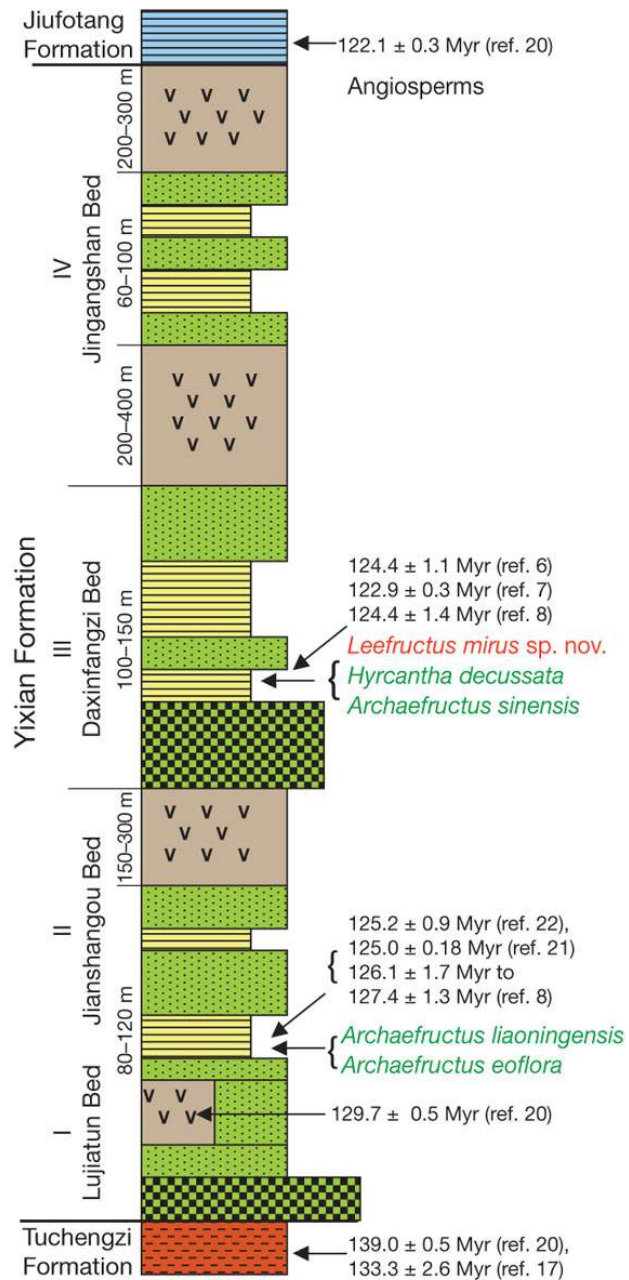 Jiufotang
Formation
122.1 ± 0.3 Myr (ref. 20)
Angiosperms
200–300 m
IV
Jingangshan Bed
60–100 m
200–400 m
Yixian Formation
III
Daxinfangzi Bed
100–150 m
124.4 ± 1.1 Myr (ref. 6)
122.9 ± 0.3 Myr (ref. 7)
124.4 ± 1.4 Myr (ref. 8)
Leefructus mirus sp. nov.
{ Hyrcantha decussata
Archaefructus sinensis
150–300 m
II
Jianshangou Bed
80–120 m
125.2 ± 0.9 Myr (ref. 22),
{ 125.0 ± 0.18 Myr (ref. 21)
126.1 ± 1.7 Myr to
127.4 ± 1.3 Myr (ref. 8)
{ Archaefructus liaoningensis
Archaefructus eoflora
I
Lujiatun Bed
129.7 ± 0.5 Myr (ref. 20)
Tuchengzi
Formation
139.0 ± 0.5 Myr (ref. 20),
133.3 ± 2.6 Myr (ref. 17)
v v v
v v v
v v v
v v v
v v
v v v
v v
v v v
v v
v v v
v v
v v